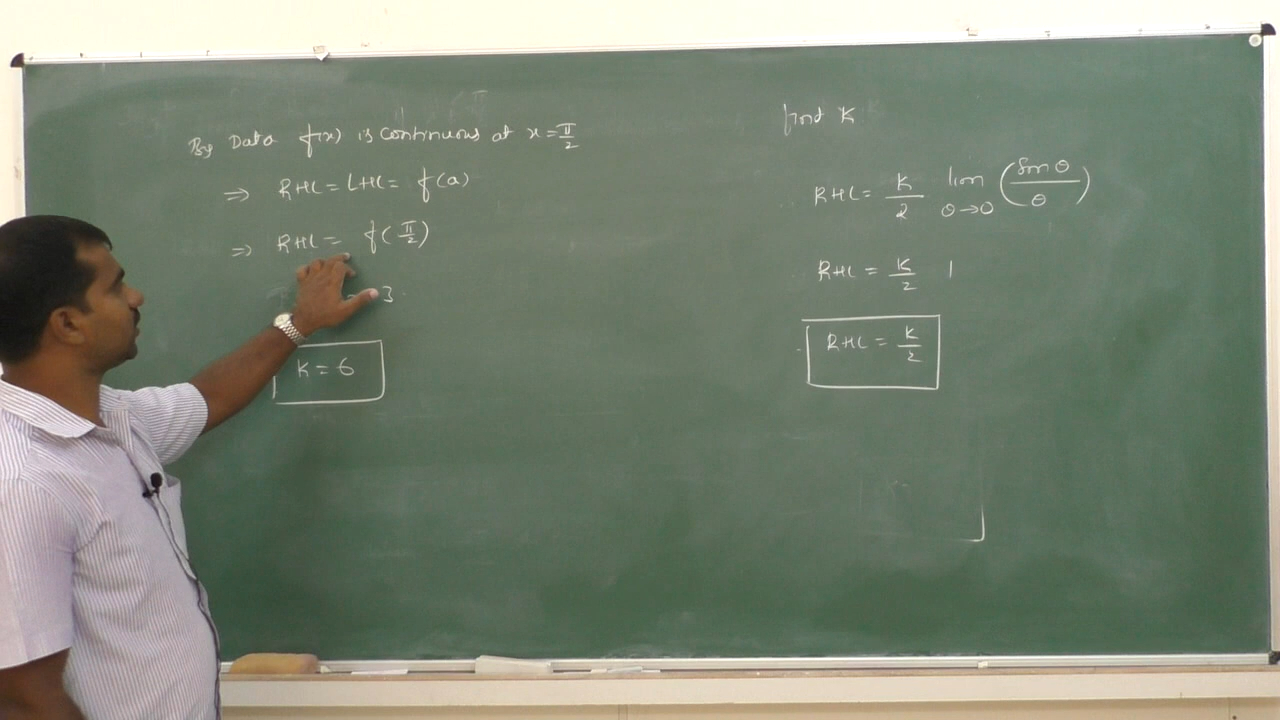 By Data f(x) is continuous at x = π/2
⇒ RHL = LHL = f(a)
⇒ RHL = f(π/2)
3.
K = 6
find K
RHL = K/2 lim θ→0 (Sin θ/θ)
RHL = K/2 1
RHL = K/2